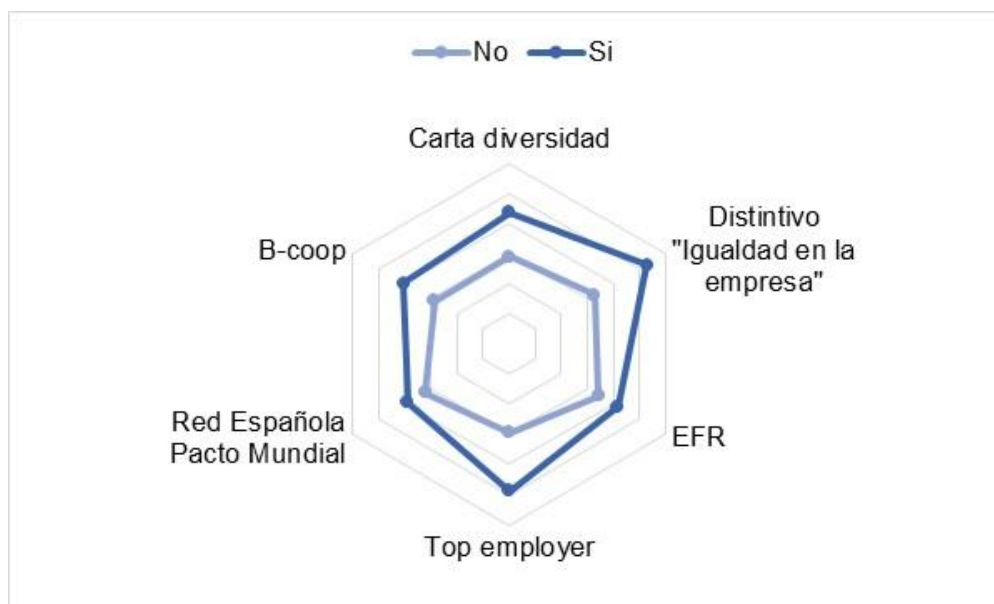 No Si
Carta diversidad
Distintivo
"Igualdad en la
empresa"
B-coop
Red Española
Pacto Mundial
EFR
Top employer